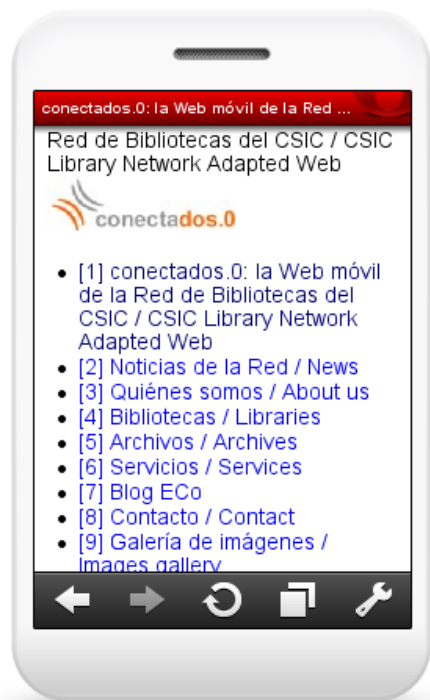 conectados.0: la Web móvil de la Red ...
Red de Bibliotecas del CSIC / CSIC
Library Network Adapted Web
conectados.0
[1] conectados.0: la Web móvil
de la Red de Bibliotecas del
CSIC / CSIC Library Network
Adapted Web
[2] Noticias de la Red / News
[3] Quiénes somos / About us
[4] Bibliotecas / Libraries
[5] Archivos / Archives
[6] Servicios / Services
[7] Blog ECo
[8] Contacto / Contact
[9] Galería de imágenes /
Images gallery